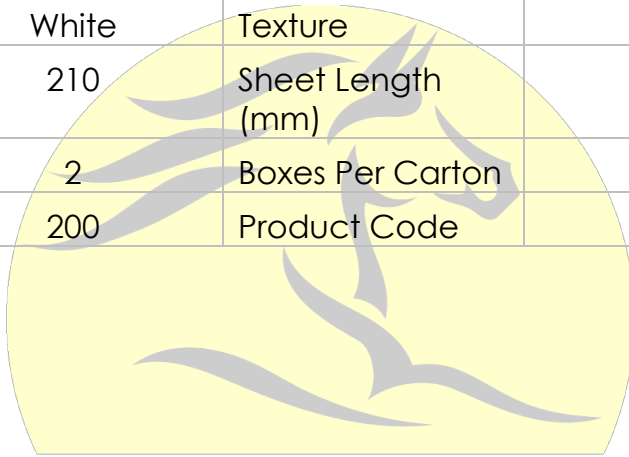 White Texture
210 Sheet Length
(mm)
2 Boxes Per Carton
200 Product Code